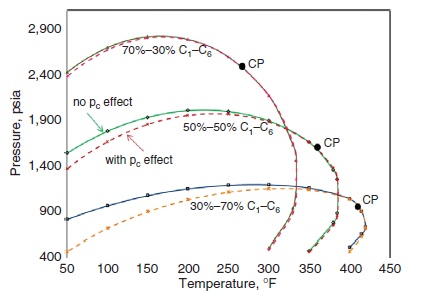 2,900
70%–30% C1–C6
CP
2,400
no pc effect
1,900
50%–50% C1–C6
CP
with pc effect
1,400
30%–70% C1–C6
CP
900
400
Pressure, psia
50 100 150 200 250 300 350 400 450
Temperature, °F